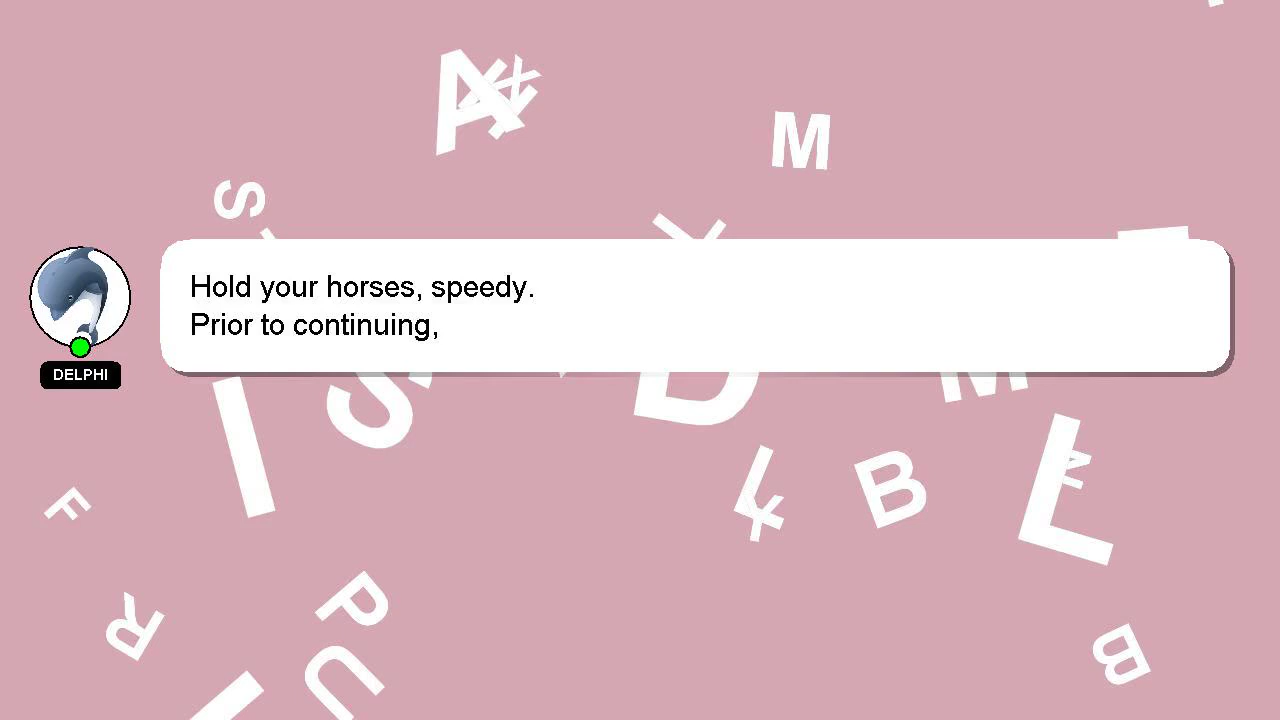 Hold your horses, speedy.
Prior to continuing,
DELPHI
A
M
S
I
S
D
M
L
B
L
F
R
P
U
B